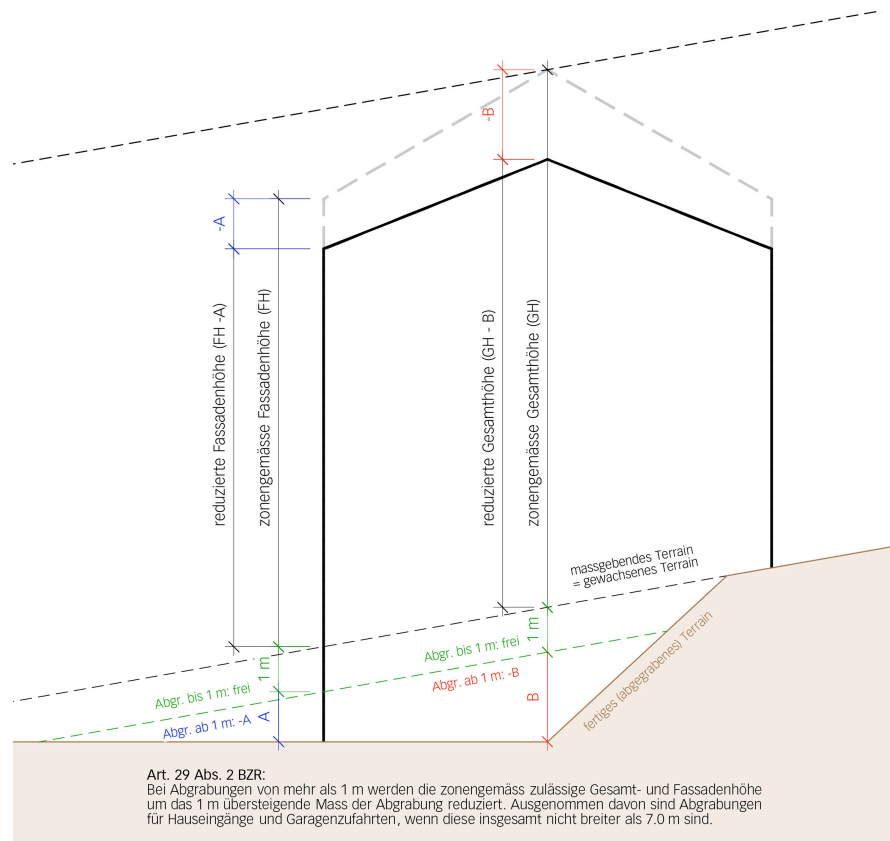 -B
-A
reduzierte Fassadenhöhe (FH -A)
zonengemässe Fassadenhöhe (FH)
reduzierte Gesamthöhe (GH - B)
zonengemässe Gesamthöhe (GH)
massgebendes Terrain
= gewachsenes Terrain
1 m
Abgr. bis 1 m: frei
Abgr. ab 1 m: -B
B
fertiges (abgegrabenes) Terrain
1 m
Abgr. bis 1 m: frei
Abgr. ab 1 m: -A
A
Art. 29 Abs. 2 BZR:
Bei Abgrabungen von mehr als 1 m werden die zonengemäss zulässige Gesamt- und Fassadenhöhe
um das 1 m übersteigende Mass der Abgrabung reduziert. Ausgenommen davon sind Abgrabungen
für Hauseingänge und Garagenzufahrten, wenn diese insgesamt nicht breiter als 7.0 m sind.